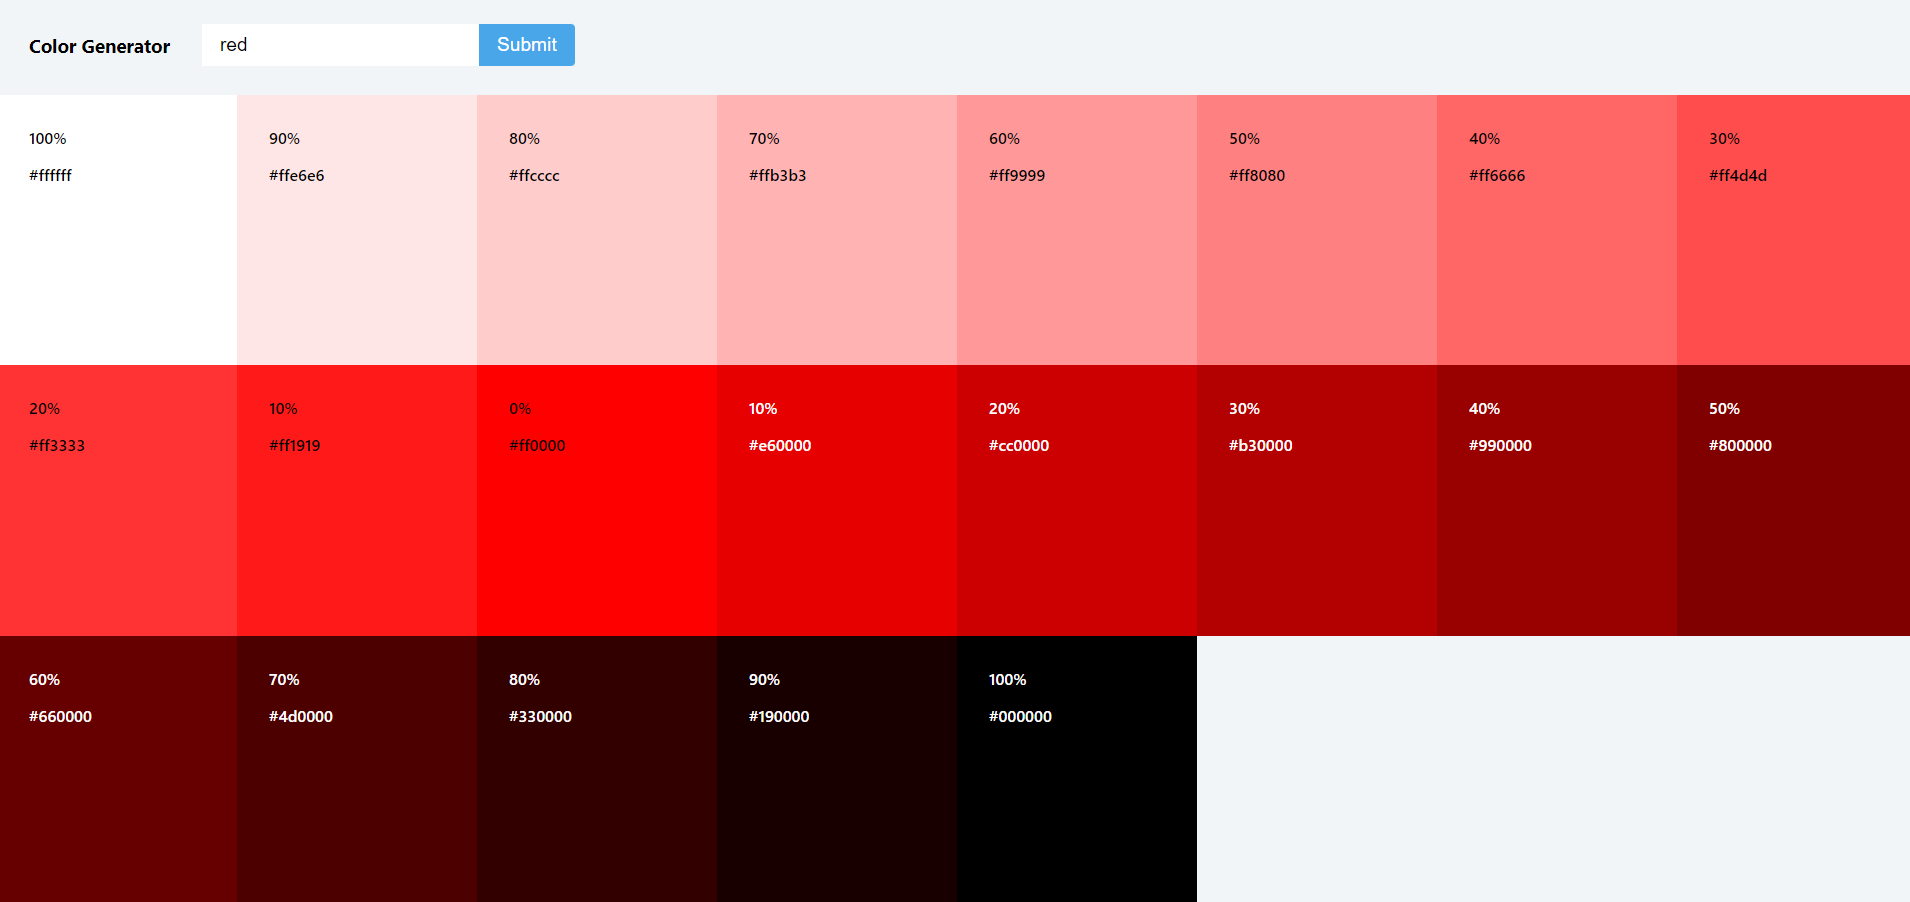 Color Generator
red
Submit
100%
#ffffff
90%
#ffe6e6
80%
#ffcccc
70%
#ffb3b3
60%
#ff9999
50%
#ff8080
40%
#ff6666
30%
#ff4d4d
20%
#ff3333
10%
#ff1919
0%
#ff0000
10%
#e60000
20%
#cc0000
30%
#b30000
40%
#990000
50%
#800000
60%
#660000
70%
#4d0000
80%
#330000
90%
#190000
100%
#000000